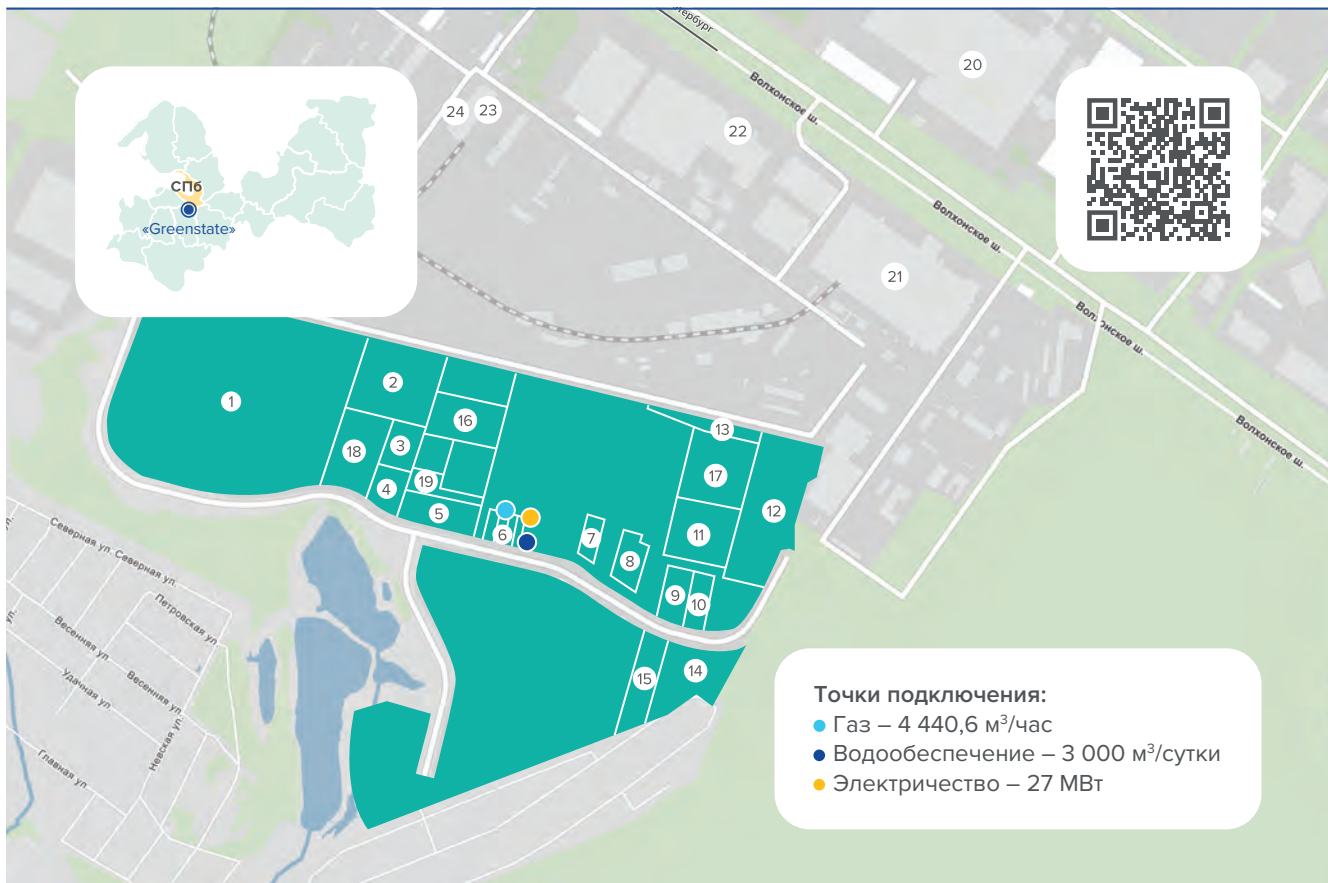 Волхонское ш.
20
24
23
22
СПб
«Greenstate»
Волхонское ш.
21
Волхонское ш.
Волхонское ш.
1
2
16
13
3
18
17
19
4
12
5
6
7
11
8
9
10
Северная ул.
Северная ул.
Петровская ул.
Весенняя ул.
Весенняя ул.
Удачная ул.
Невская ул.
Главная ул.
ул.
ул.
15
14
Точки подключения:
Газ – 4 440,6 м³/час
Водообеспечение – 3 000 м³/сутки
Электричество – 27 МВт